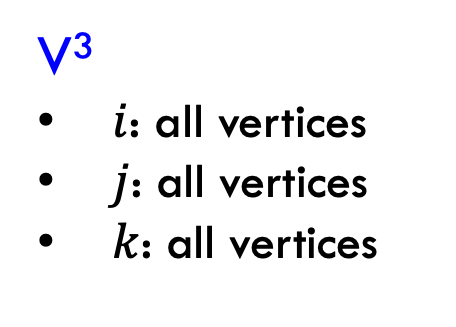 V³
• i: all vertices
• j: all vertices
• k: all vertices